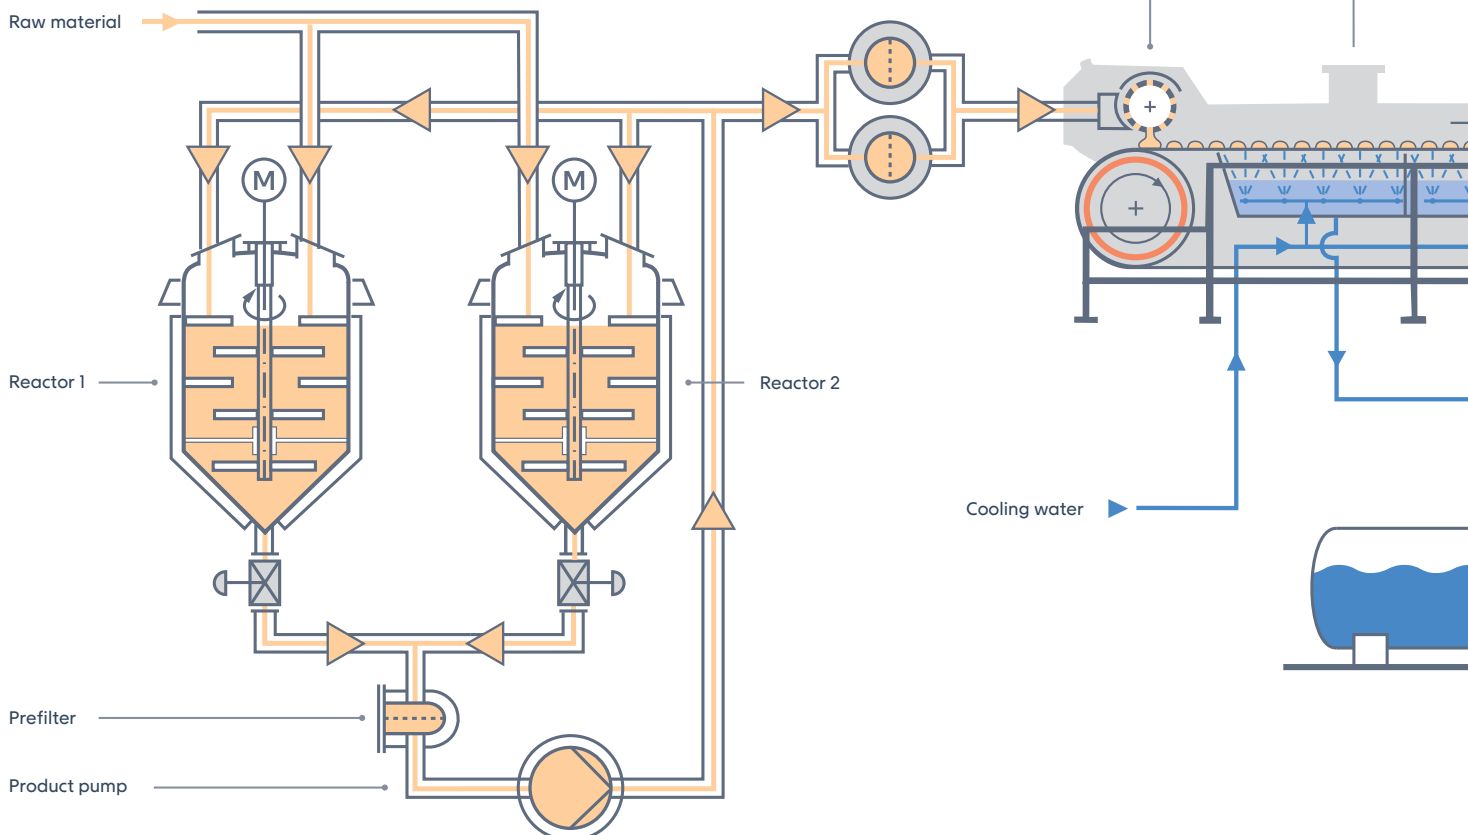 Raw material
M
M
Reactor 1
Reactor 2
Cooling water
Prefilter
Product pump